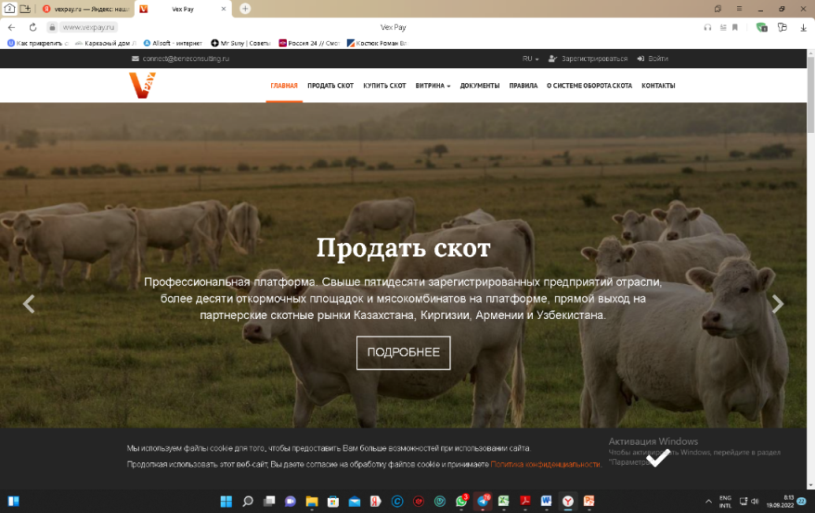 vexpay.ru — Яндекс: наш
Vex Pay
www.vexpay.ru
Vex Pay
Как прикрепить
Каркасный дом
Allsoft - интернет
Mr Suny | Советы
Россия 24 // Смот
Костюк Роман
connect@beneconsulting.ru
RU
Зарегистрироваться
Войти
V PAY
ГЛАВНАЯ ПРОДАТЬ СКОТ КУПИТЬ СКОТ ВИТРИНА ДОКУМЕНТЫ ПРАВИЛА О СИСТЕМЕ ОБОРОТА СКОТА КОНТАКТЫ
Продать скот
Профессиональная платформа. Свыше пятидесяти зарегистрированных предприятий отрасли,
более десяти откормочных площадок и мясокомбинатов на платформе, прямой выход на
партнерские скотные рынки Казахстана, Киргизии, Армении и Узбекистана.
ПОДРОБНЕЕ
Мы используем файлы cookie для того, чтобы предоставить Вам больше возможностей при использовании сайта.
Продолжая использовать этот веб-сайт, Вы даете согласие на обработку файлов cookie и принимаете Политика конфиденциальности.
Активация Windows
Чтобы активировать Windows, перейдите в раздел
"Параметры
ENG
INTL
8:13
19.09.2022